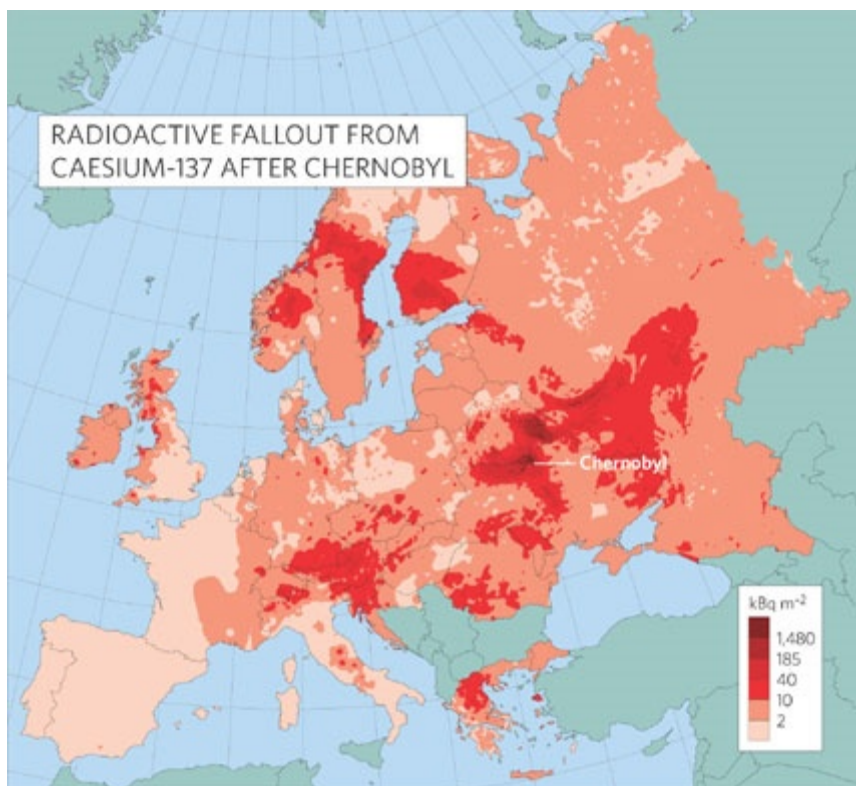 RADIOACTIVE FALLOUT FROM
CAESIUM-137 AFTER CHERNOBYL
Chernobyl
kBq m⁻²
1,480
185
40
10
2